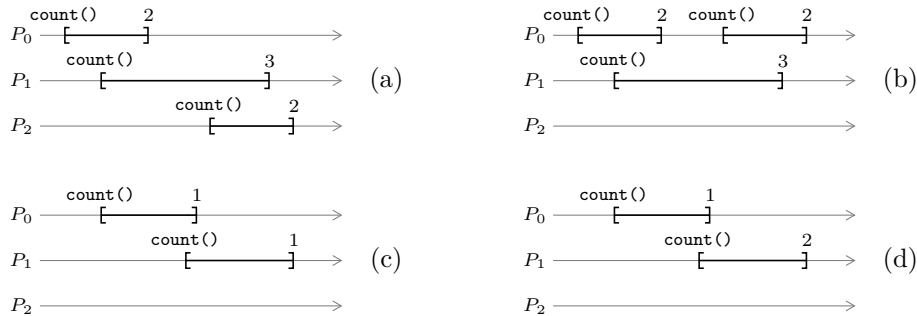 count() 2
P0
count() 3
P1
count() 2
P2
(a)
count() 2 count() 2
P0
count() 3
P1
P2
(b)
count() 1
P0
count() 1
P1
P2
(c)
count() 1
P0
count() 2
P1
P2
(d)